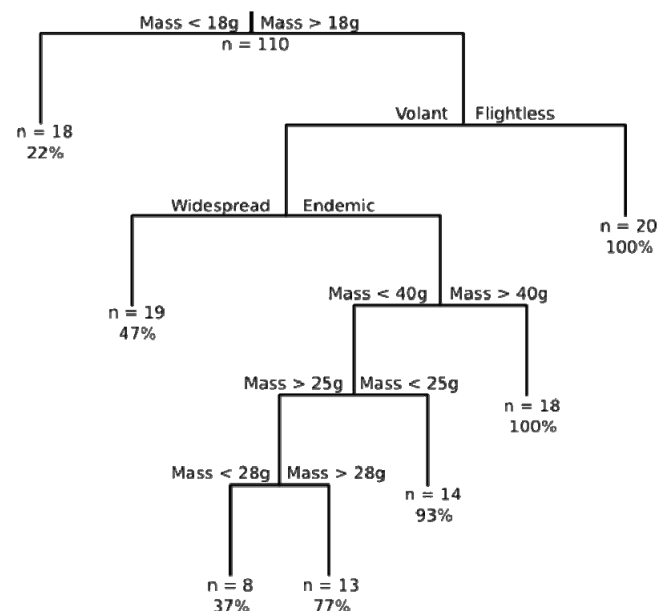 Mass < 18g Mass > 18g
n = 110
Volant Flightless
n = 18
22%
Widespread Endemic
n = 20
100%
Mass < 40g Mass > 40g
n = 19
47%
Mass > 25g Mass < 25g
n = 18
100%
Mass < 28g Mass > 28g
n = 14
93%
n = 8 n = 13
37% 77%